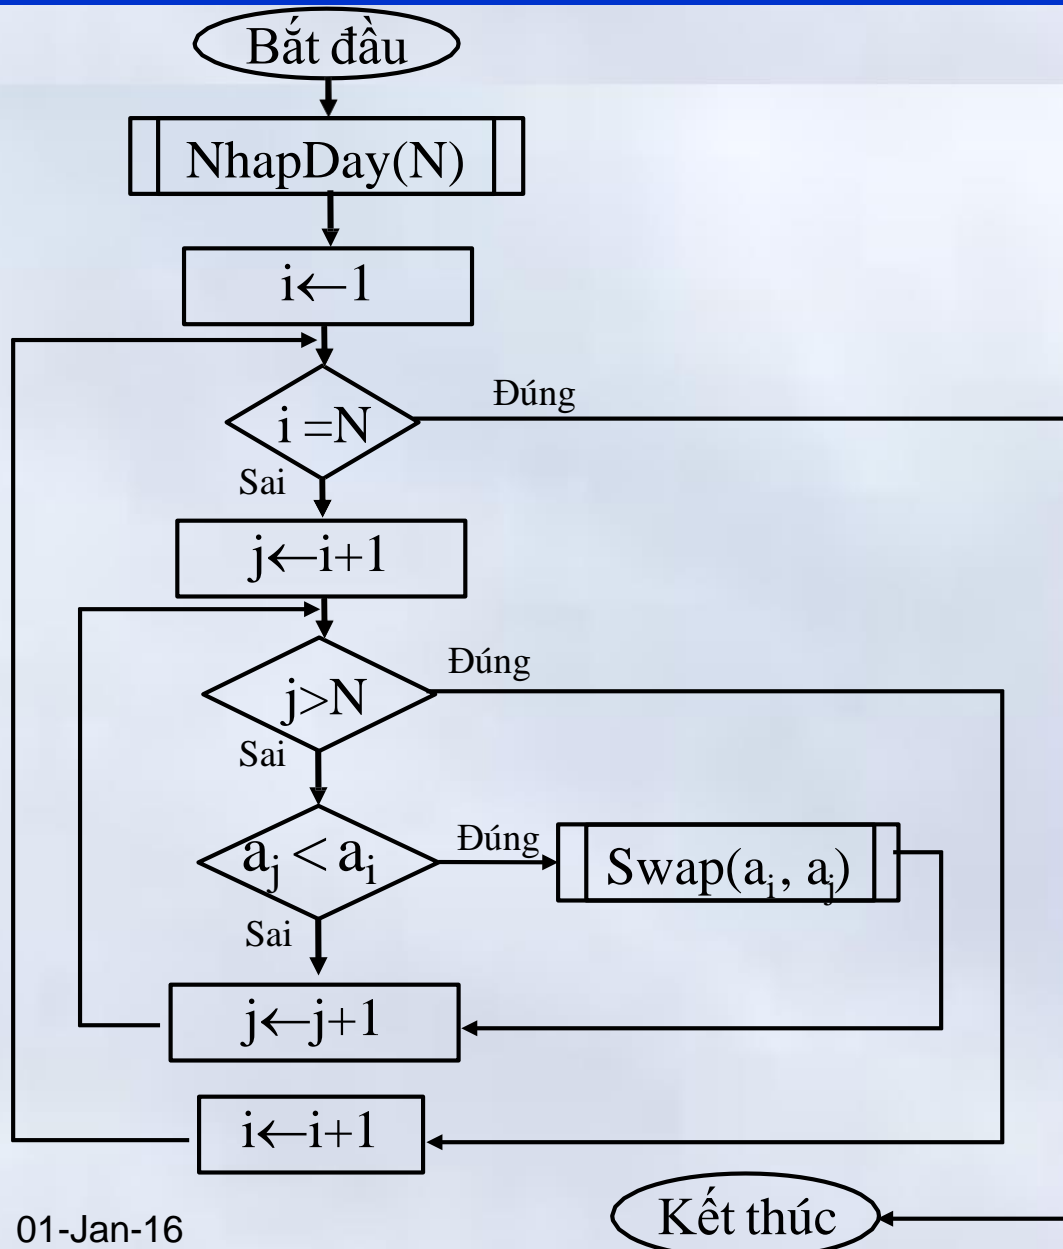 Bắt đầu
NhapDay(N)
i←1
Đúng
i =N
Sai
j←i+1
Đúng
j>N
Sai
Đúng
aⱼ < aᵢ
Swap(aᵢ, aⱼ)
Sai
j←j+1
i←i+1
Kết thúc
01-Jan-16